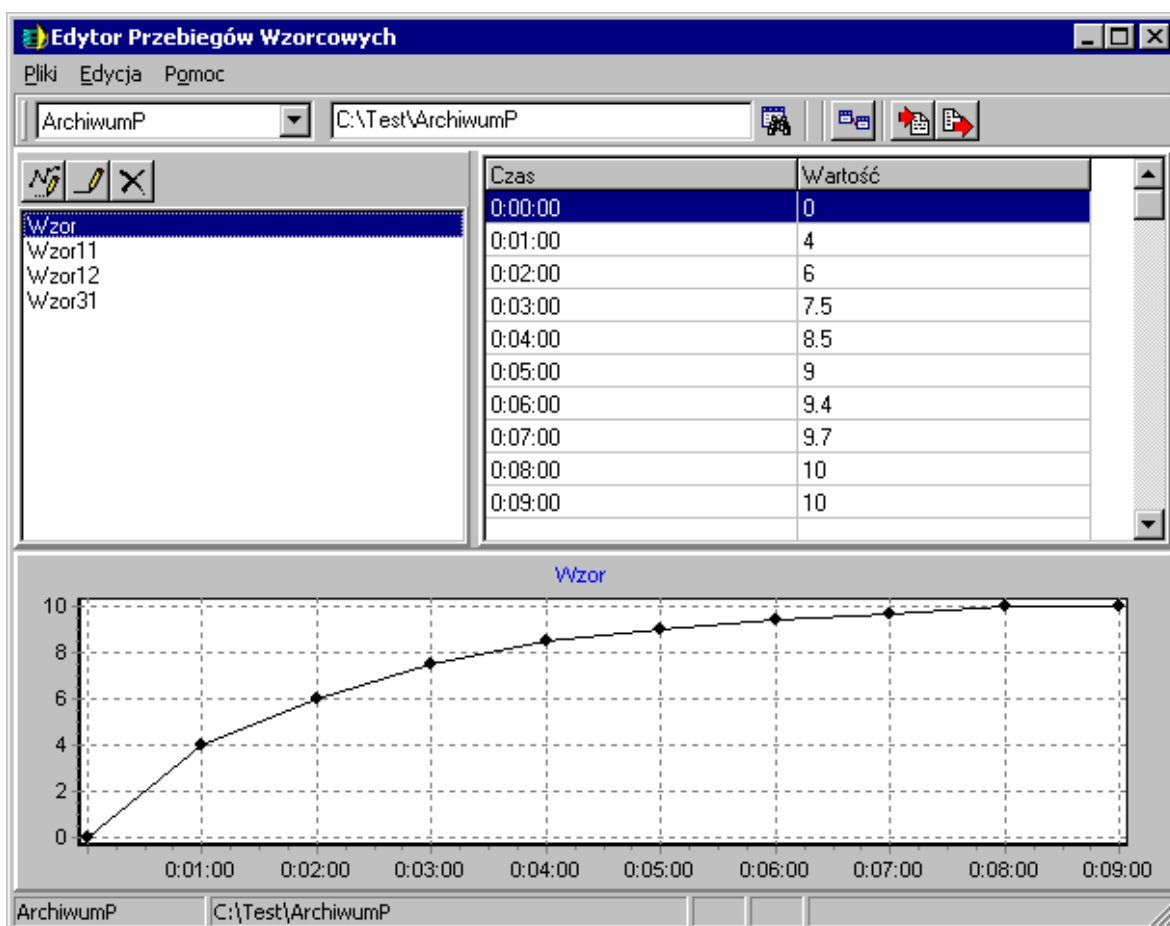 Edytor Przebiegów Wzorcowych
Pliki Edycja Pomoc
ArchiwumP C:\Test\ArchiwumP
Czas Wartość
0:00:00 0
0:01:00 4
0:02:00 6
0:03:00 7.5
0:04:00 8.5
0:05:00 9
0:06:00 9.4
0:07:00 9.7
0:08:00 10
0:09:00 10
Wzor
Wzor11
Wzor12
Wzor31
Wzor
10
8
6
4
2
0
0:01:00 0:02:00 0:03:00 0:04:00 0:05:00 0:06:00 0:07:00 0:08:00 0:09:00
ArchiwumP C:\Test\ArchiwumP